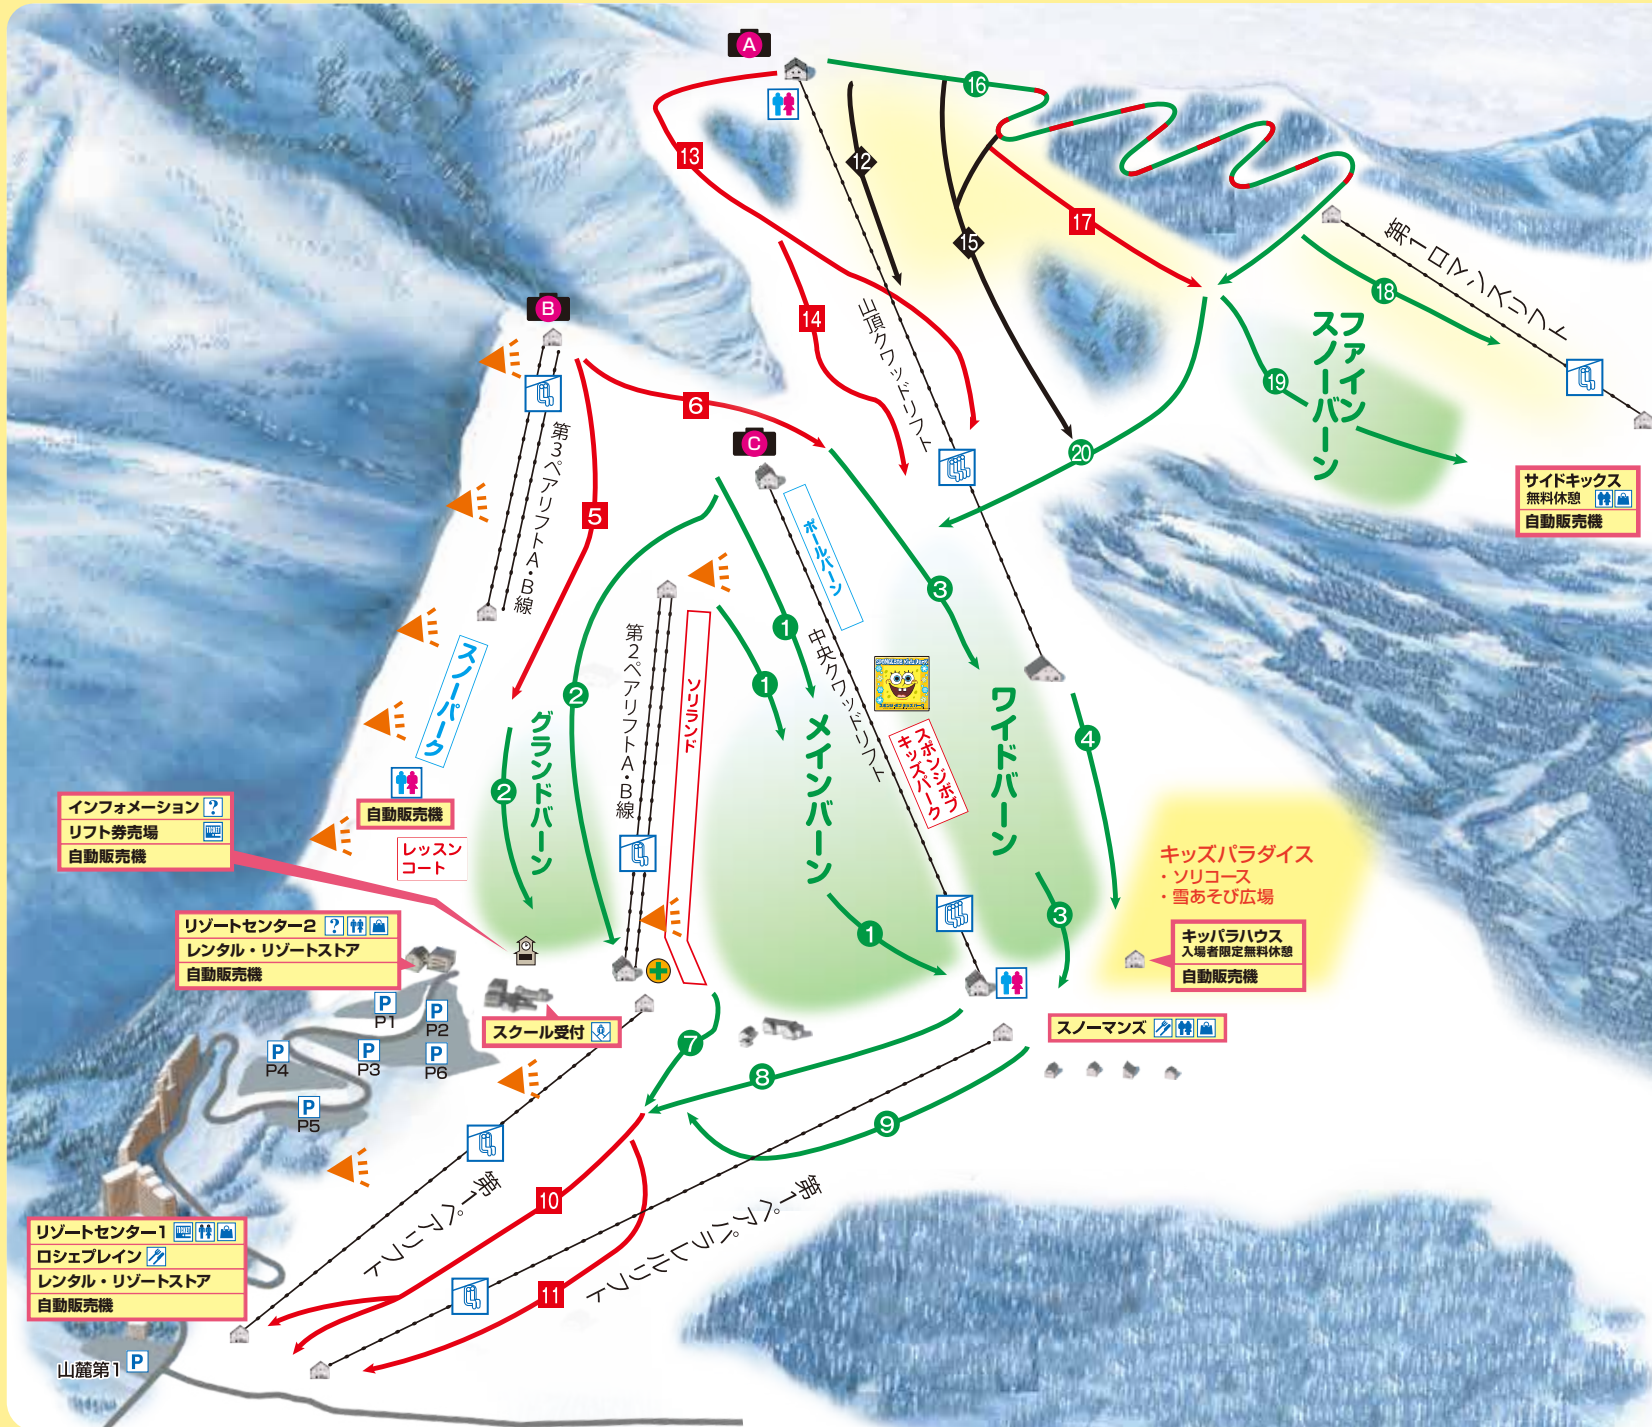 A
16
13
12
15
17
第1ロマンスリフト
18
14
山頂クワッドリフト
B
ファイン
スノーバーン
19
6
第3ペアリフトA・B線
C
20
サイドキックス
無料休憩
自動販売機
5
ポールバーン
3
1
第2ペアリフトA・B線
中央クワッドリフト
スノーパーク
2
ソリランド
1
SPONGEBOB KIDS PARK
スポンジボブ
キッズパーク
ワイドバーン
メインバーン
グランドバーン
4
2
自動販売機
インフォメーション ?
リフト券売場
自動販売機
レッスン
コート
キッズパラダイス
・ソリコース
・雪あそび広場
3
1
リゾートセンター2 ?
レンタル・リゾートストア
自動販売機
キッパラハウス
入場者限定無料休憩
自動販売機
P
P1
P
P2
スクール受付
スノーマンズ
7
P
P4
P
P3
P
P6
8
P
P5
9
第1ペアリフト
10
第1ペアパラレルリフト
11
リゾートセンター1
ロシェプレイン
レンタル・リゾートストア
自動販売機
山麓第1 P